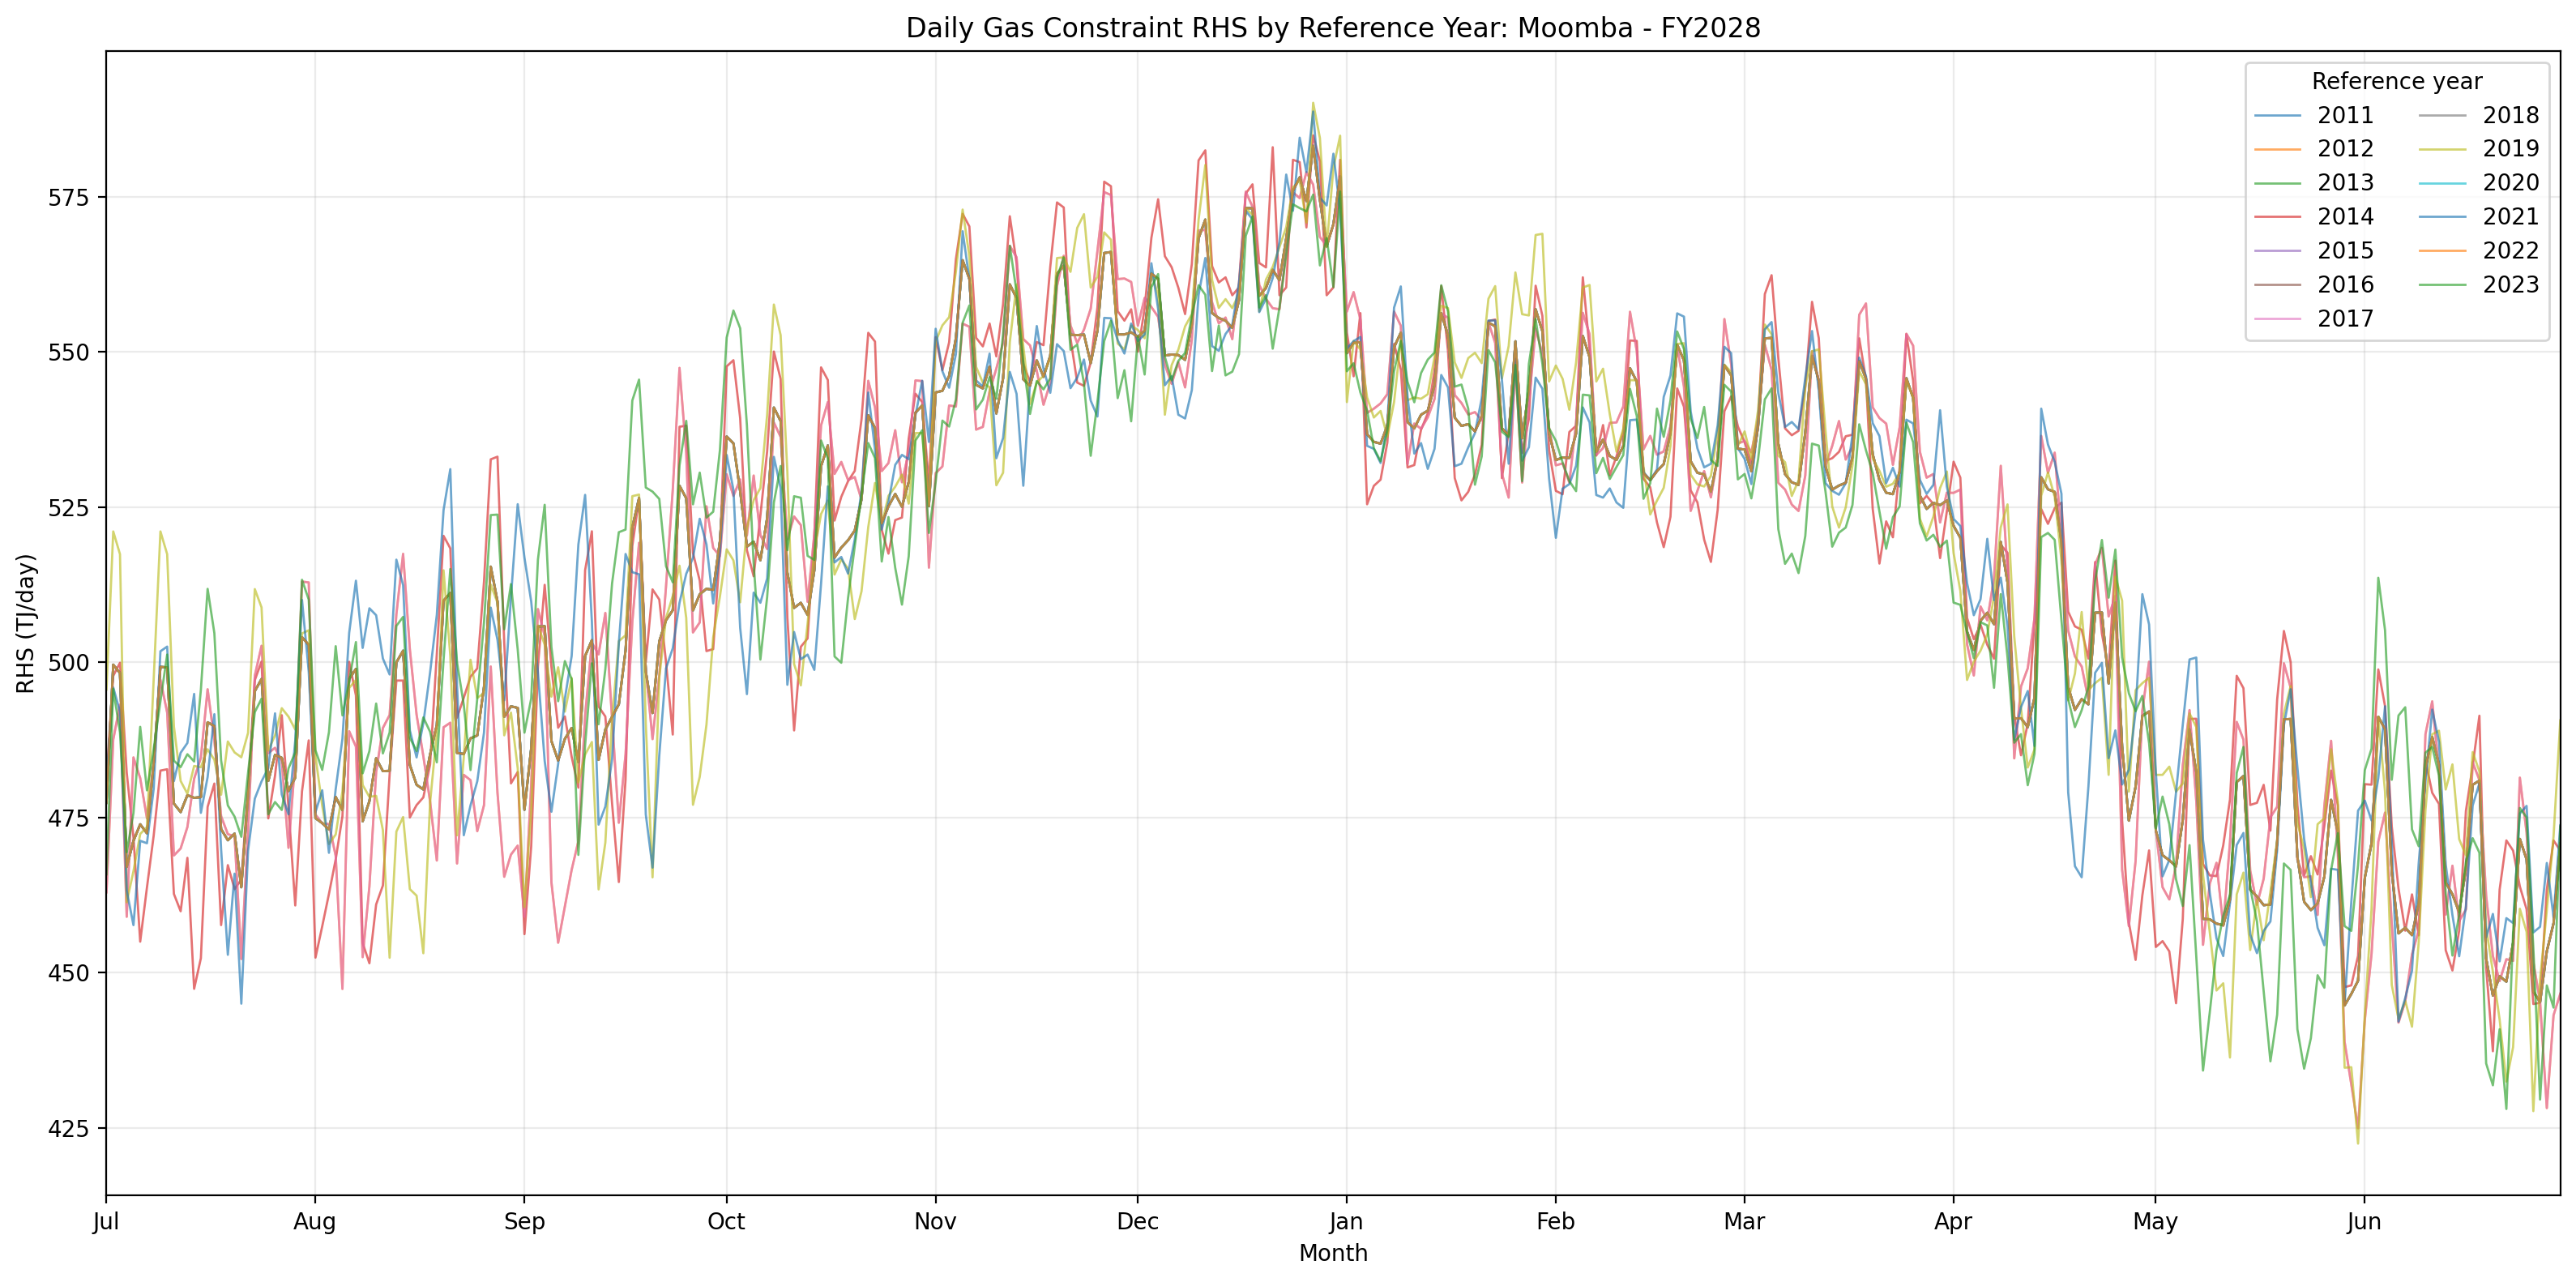 Daily Gas Constraint RHS by Reference Year: Moomba - FY2028
RHS (TJ/day)
575
550
525
500
475
450
425
Jul Aug Sep Oct Nov Dec Jan Feb Mar Apr May Jun
Month
Reference year
2011 2018
2012 2019
2013 2020
2014 2021
2015 2022
2016 2023
2017